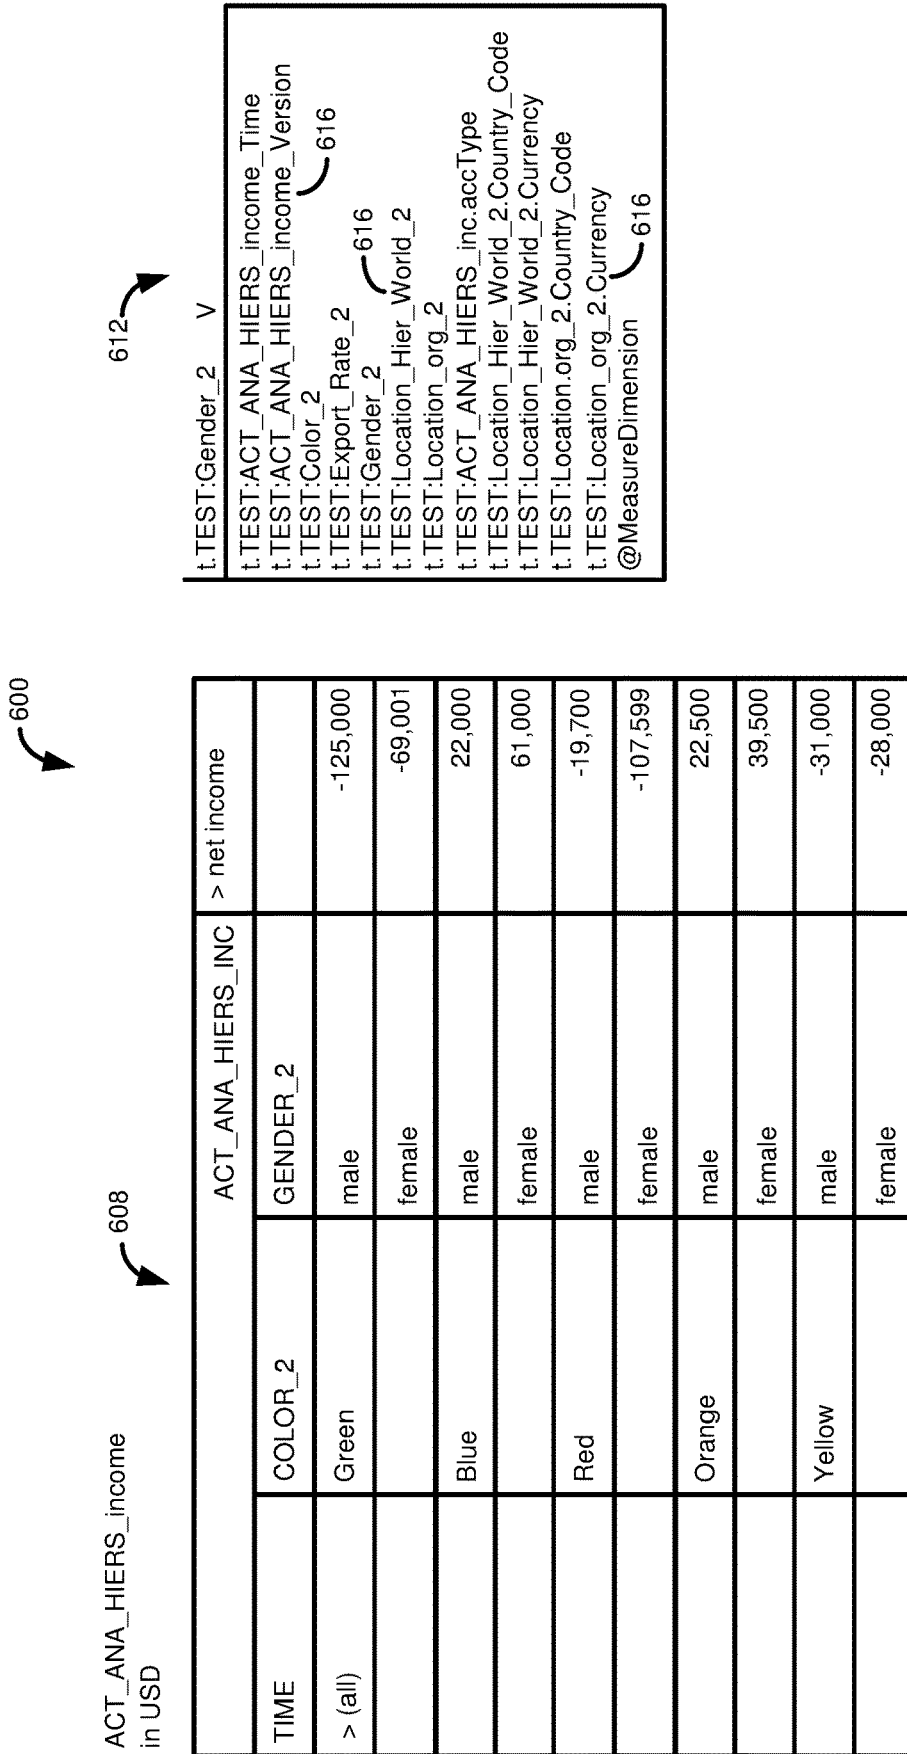 600
ACT_ANA_HIERS_income
in USD
608
ACT_ANA_HIERS_INC > net income
TIME COLOR_2 GENDER_2
> (all) Green male -125,000
female -69,001
Blue male 22,000
female 61,000
Red male -19,700
female -107,599
Orange male 22,500
female 39,500
Yellow male -31,000
female -28,000
612
t.TEST:Gender_2 V
t.TEST:ACT_ANA_HIERS_income_Time
t.TEST:ACT_ANA_HIERS_income_Version
616
t.TEST:Color_2
t.TEST:Export_Rate_2
t.TEST:Gender_2
616
t.TEST:Location_Hier_World_2
t.TEST:Location_org_2
t.TEST:ACT_ANA_HIERS_inc.accType
t.TEST:Location_Hier_World_2.Country_Code
t.TEST:Location_Hier_World_2.Currency
t.TEST:Location.org_2.Country_Code
t.TEST:Location_org_2.Currency
616
@MeasureDimension